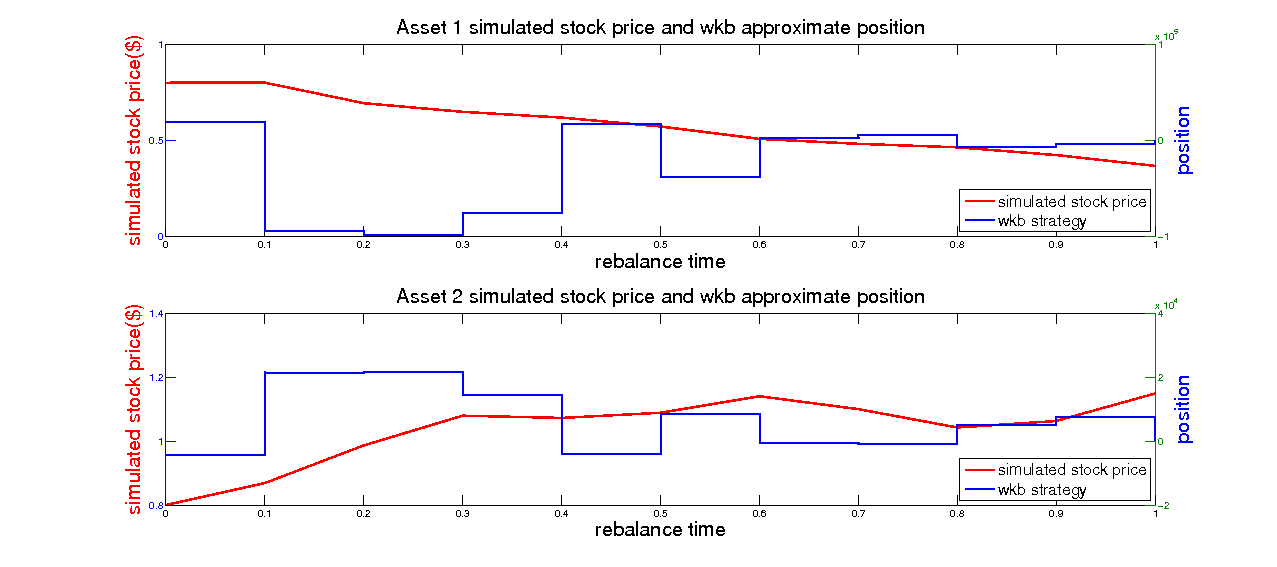 Asset 1 simulated stock price and wkb approximate position
simulated stock price($)
1
0.5
0
x 10^5
1
0
-1
position
simulated stock price
wkb strategy
0 0.1 0.2 0.3 0.4 0.5 0.6 0.7 0.8 0.9 1
rebalance time
Asset 2 simulated stock price and wkb approximate position
simulated stock price($)
1.4
1.2
1
0.8
x 10^4
4
2
0
-2
position
simulated stock price
wkb strategy
0 0.1 0.2 0.3 0.4 0.5 0.6 0.7 0.8 0.9 1
rebalance time